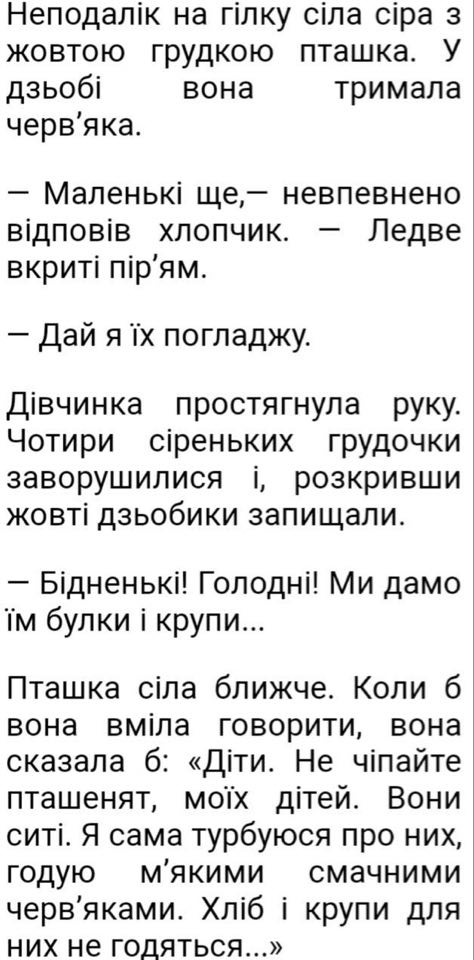 Неподалік на гілку сіла сіра з
жовтою грудкою пташка. У
дзьобі вона тримала
черв’яка.
— Маленькі ще,— невпевнено
відповів хлопчик. — Ледве
вкриті пір’ям.
— Дай я їх погладжу.
Дівчинка простягнула руку.
Чотири сіреньких грудочки
заворушилися і, розкривши
жовті дзьобики запищали.
— Бідненькі! Голодні! Ми дамо
їм булки і крупи...
Пташка сіла ближче. Коли б
вона вміла говорити, вона
сказала б: «Діти. Не чіпайте
пташенят, моїх дітей. Вони
ситі. Я сама турбуюся про них,
годую м’якими смачними
черв’яками. Хліб і крупи для
них не годяться...»